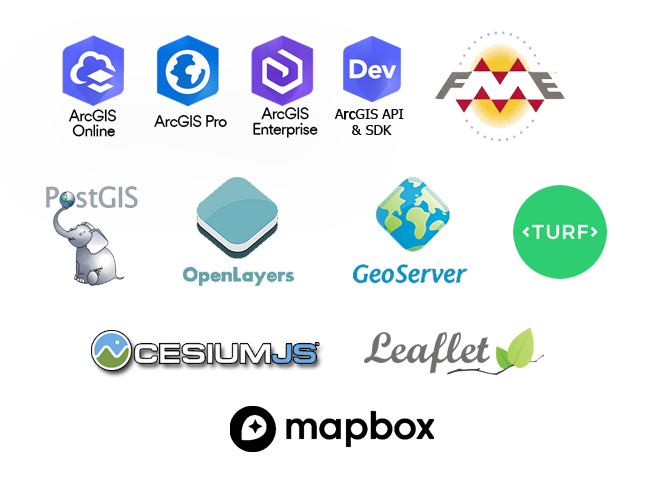 Dev
ArcGIS
Online
ArcGIS Pro
ArcGIS
Enterprise
ArcGIS API
& SDK
FME
PostGIS
OpenLayers
GeoServer
<TURF>
CESIUMJS
Leaflet
mapbox